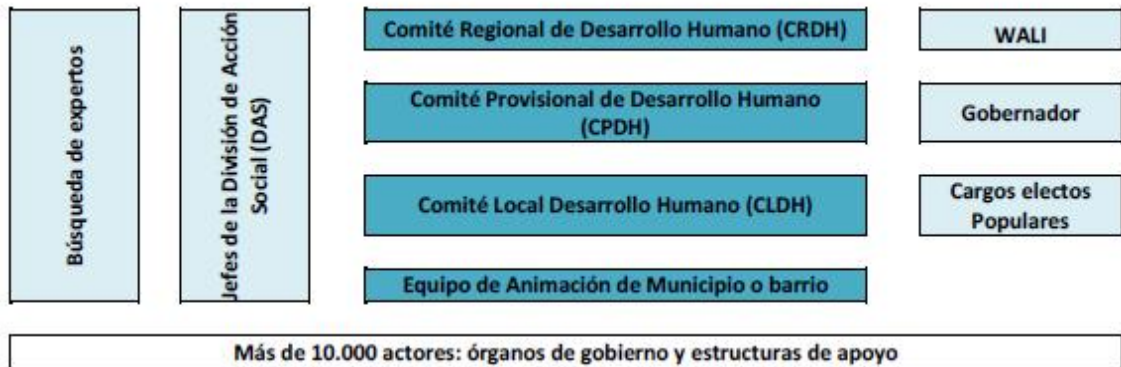 Búsqueda de expertos
Jefes de la División de Acción
Social (DAS)
Comité Regional de Desarrollo Humano (CRDH)
WALI
Comité Provisional de Desarrollo Humano
(CPDH)
Gobernador
Comité Local Desarrollo Humano (CLDH)
Cargos electos
Populares
Equipo de Animación de Municipio o barrio
Más de 10.000 actores: órganos de gobierno y estructuras de apoyo